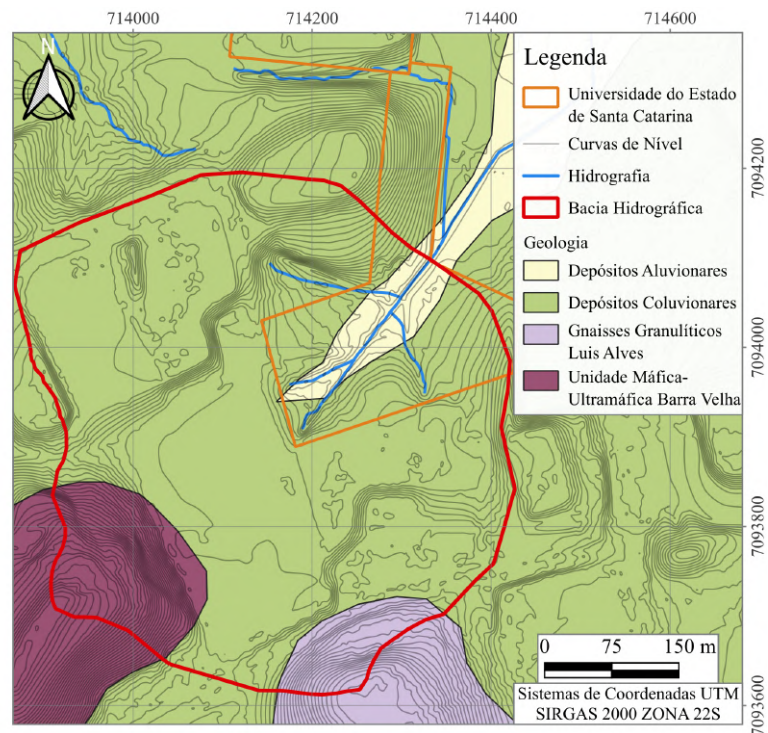 714000
714200
714400
714600
N
Legenda
Universidade do Estado
de Santa Catarina
Curvas de Nível
Hidrografia
Bacia Hidrográfica
Geologia
Depósitos Aluvionares
Depósitos Coluvionares
Gnaisses Granulíticos
Luis Alves
Unidade Máfica-
Ultramáfica Barra Velha
7094200
7094000
7093800
7093600
0 75 150 m
Sistemas de Coordenadas UTM
SIRGAS 2000 ZONA 22S